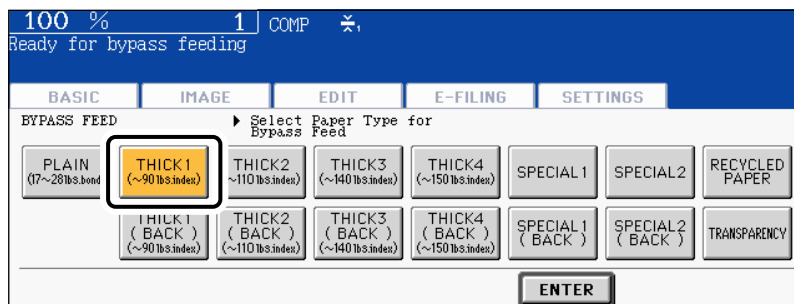 100 % 1 COMP
Ready for bypass feeding
BASIC IMAGE EDIT E-FILING SETTINGS
BYPASS FEED Select Paper Type for
Bypass Feed
PLAIN THICK1 THICK2 THICK3 THICK4 SPECIAL1 SPECIAL2 RECYCLED
(17~28lbs.bond (~90lbs.index) ~110lbs.index) (~140lbs.index) (~150lbs.index) PAPER
THICK1 THICK2 THICK3 THICK4 SPECIAL1 SPECIAL2 TRANSPARENCY
( BACK ) ( BACK ) ( BACK ) ( BACK ) ( BACK ) ( BACK )
(~90lbs.index) (~110lbs.index) (~140lbs.index) (~150lbs.index)
ENTER